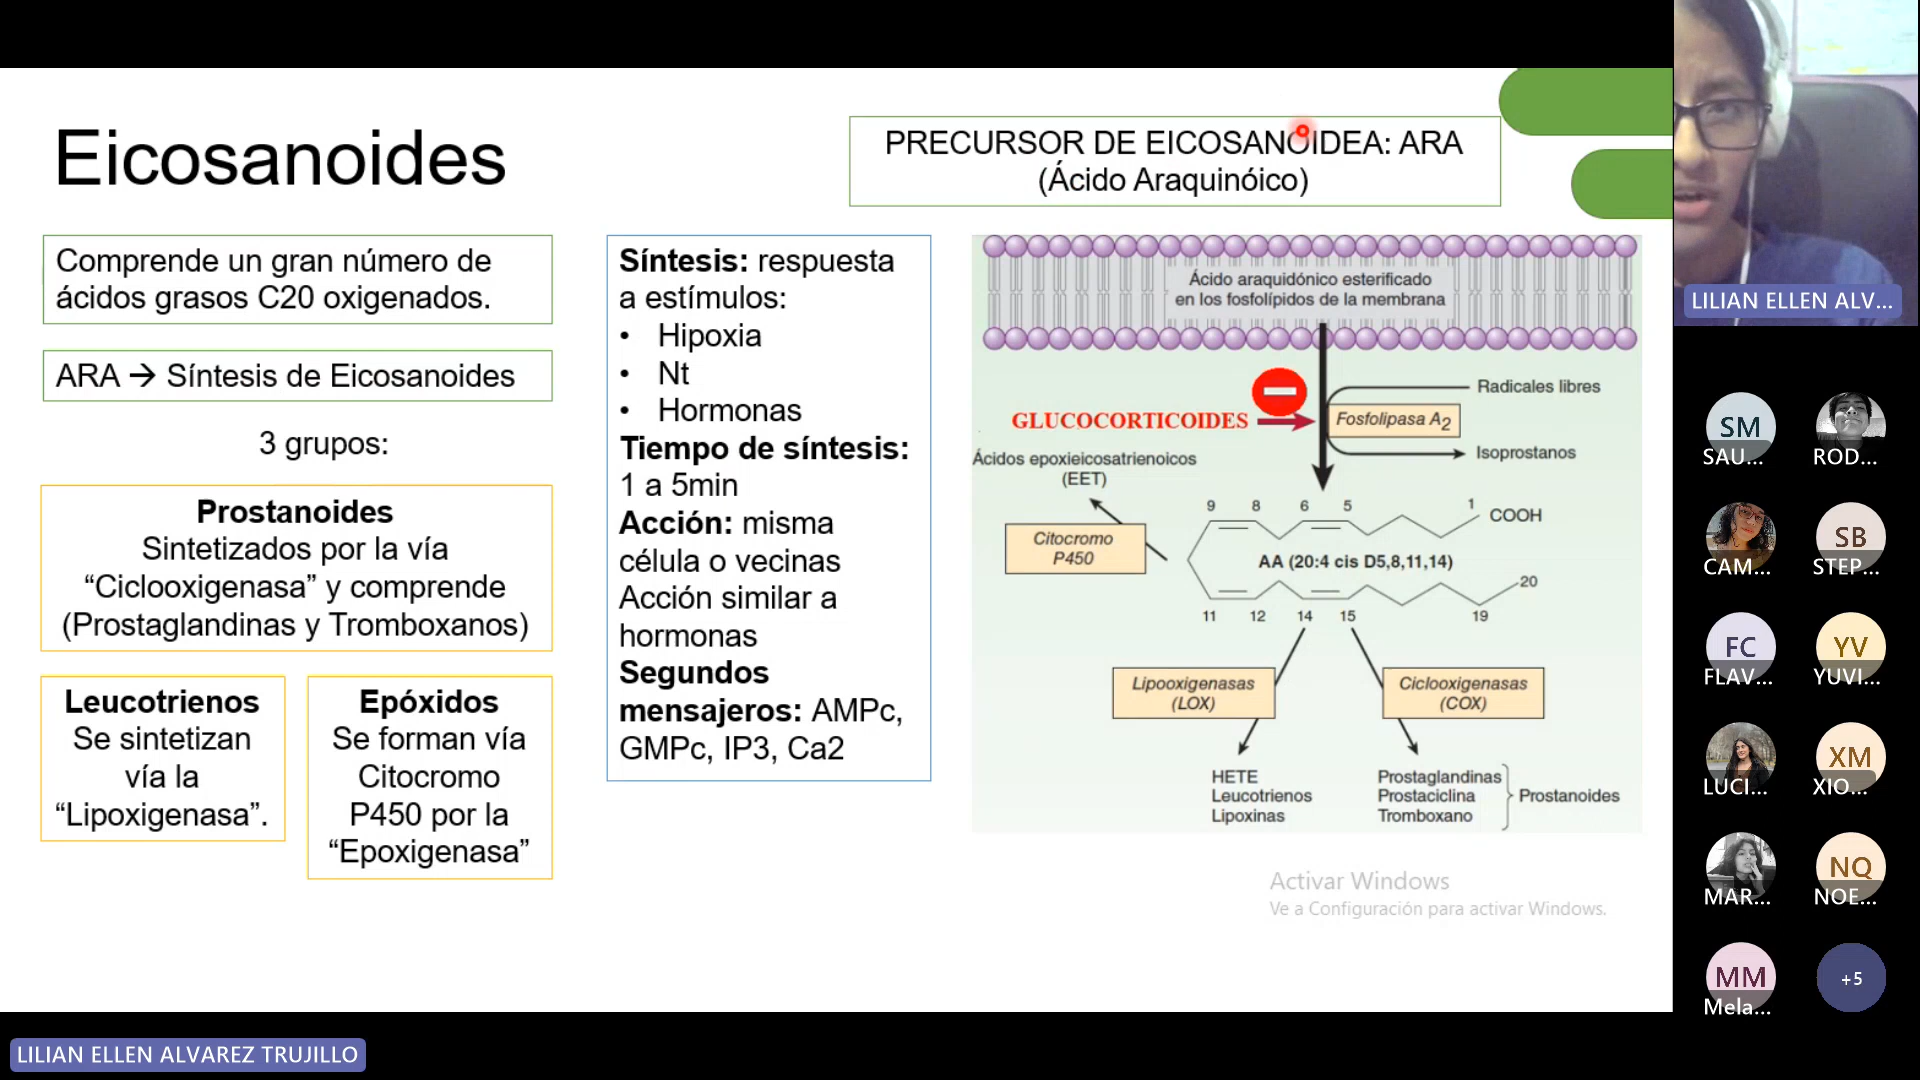 Eicosanoides
PRECURSOR DE EICOSANOIDEA: ARA
(Ácido Araquinóico)
Comprende un gran número de
ácidos grasos C20 oxigenados.
ARA → Síntesis de Eicosanoides
3 grupos:
Prostanoides
Sintetizados por la vía
“Ciclooxigenasa” y comprende
(Prostaglandinas y Tromboxanos)
Leucotrienos
Se sintetizan
vía la
“Lipoxigenasa”.
Epóxidos
Se forman vía
Citocromo
P450 por la
“Epoxigenasa”
Síntesis: respuesta
a estímulos:
• Hipoxia
• Nt
• Hormonas
Tiempo de síntesis:
1 a 5min
Acción: misma
célula o vecinas
Acción similar a
hormonas
Segundos
mensajeros: AMPc,
GMPc, IP3, Ca2
Ácido araquidónico esterificado
en los fosfolípidos de la membrana
Radicales libres
GLUCOCORTICOIDES
Fosfolipasa A2
Isoprostanos
Ácidos epoxieicosatrienoicos
(EET)
Citocromo
P450
9 8 6 5 1
COOH
AA (20:4 cis D5,8,11,14)
20
11 12 14 15 19
Lipooxigenasas
(LOX)
Ciclooxigenasas
(COX)
HETE
Leucotrienos
Lipoxinas
Prostaglandinas
Prostaciclina
Tromboxano
Prostanoides
Activar Windows
Ve a Configuración para activar Windows.
LILIAN ELLEN ALV...
SM
SAU...
ROD...
CAM...
SB
STEP...
FC
FLAV...
YV
YUVI...
LUCI...
XM
XIO...
MAR...
NQ
NOE...
MM
Mela...
+5
LILIAN ELLEN ALVAREZ TRUJILLO